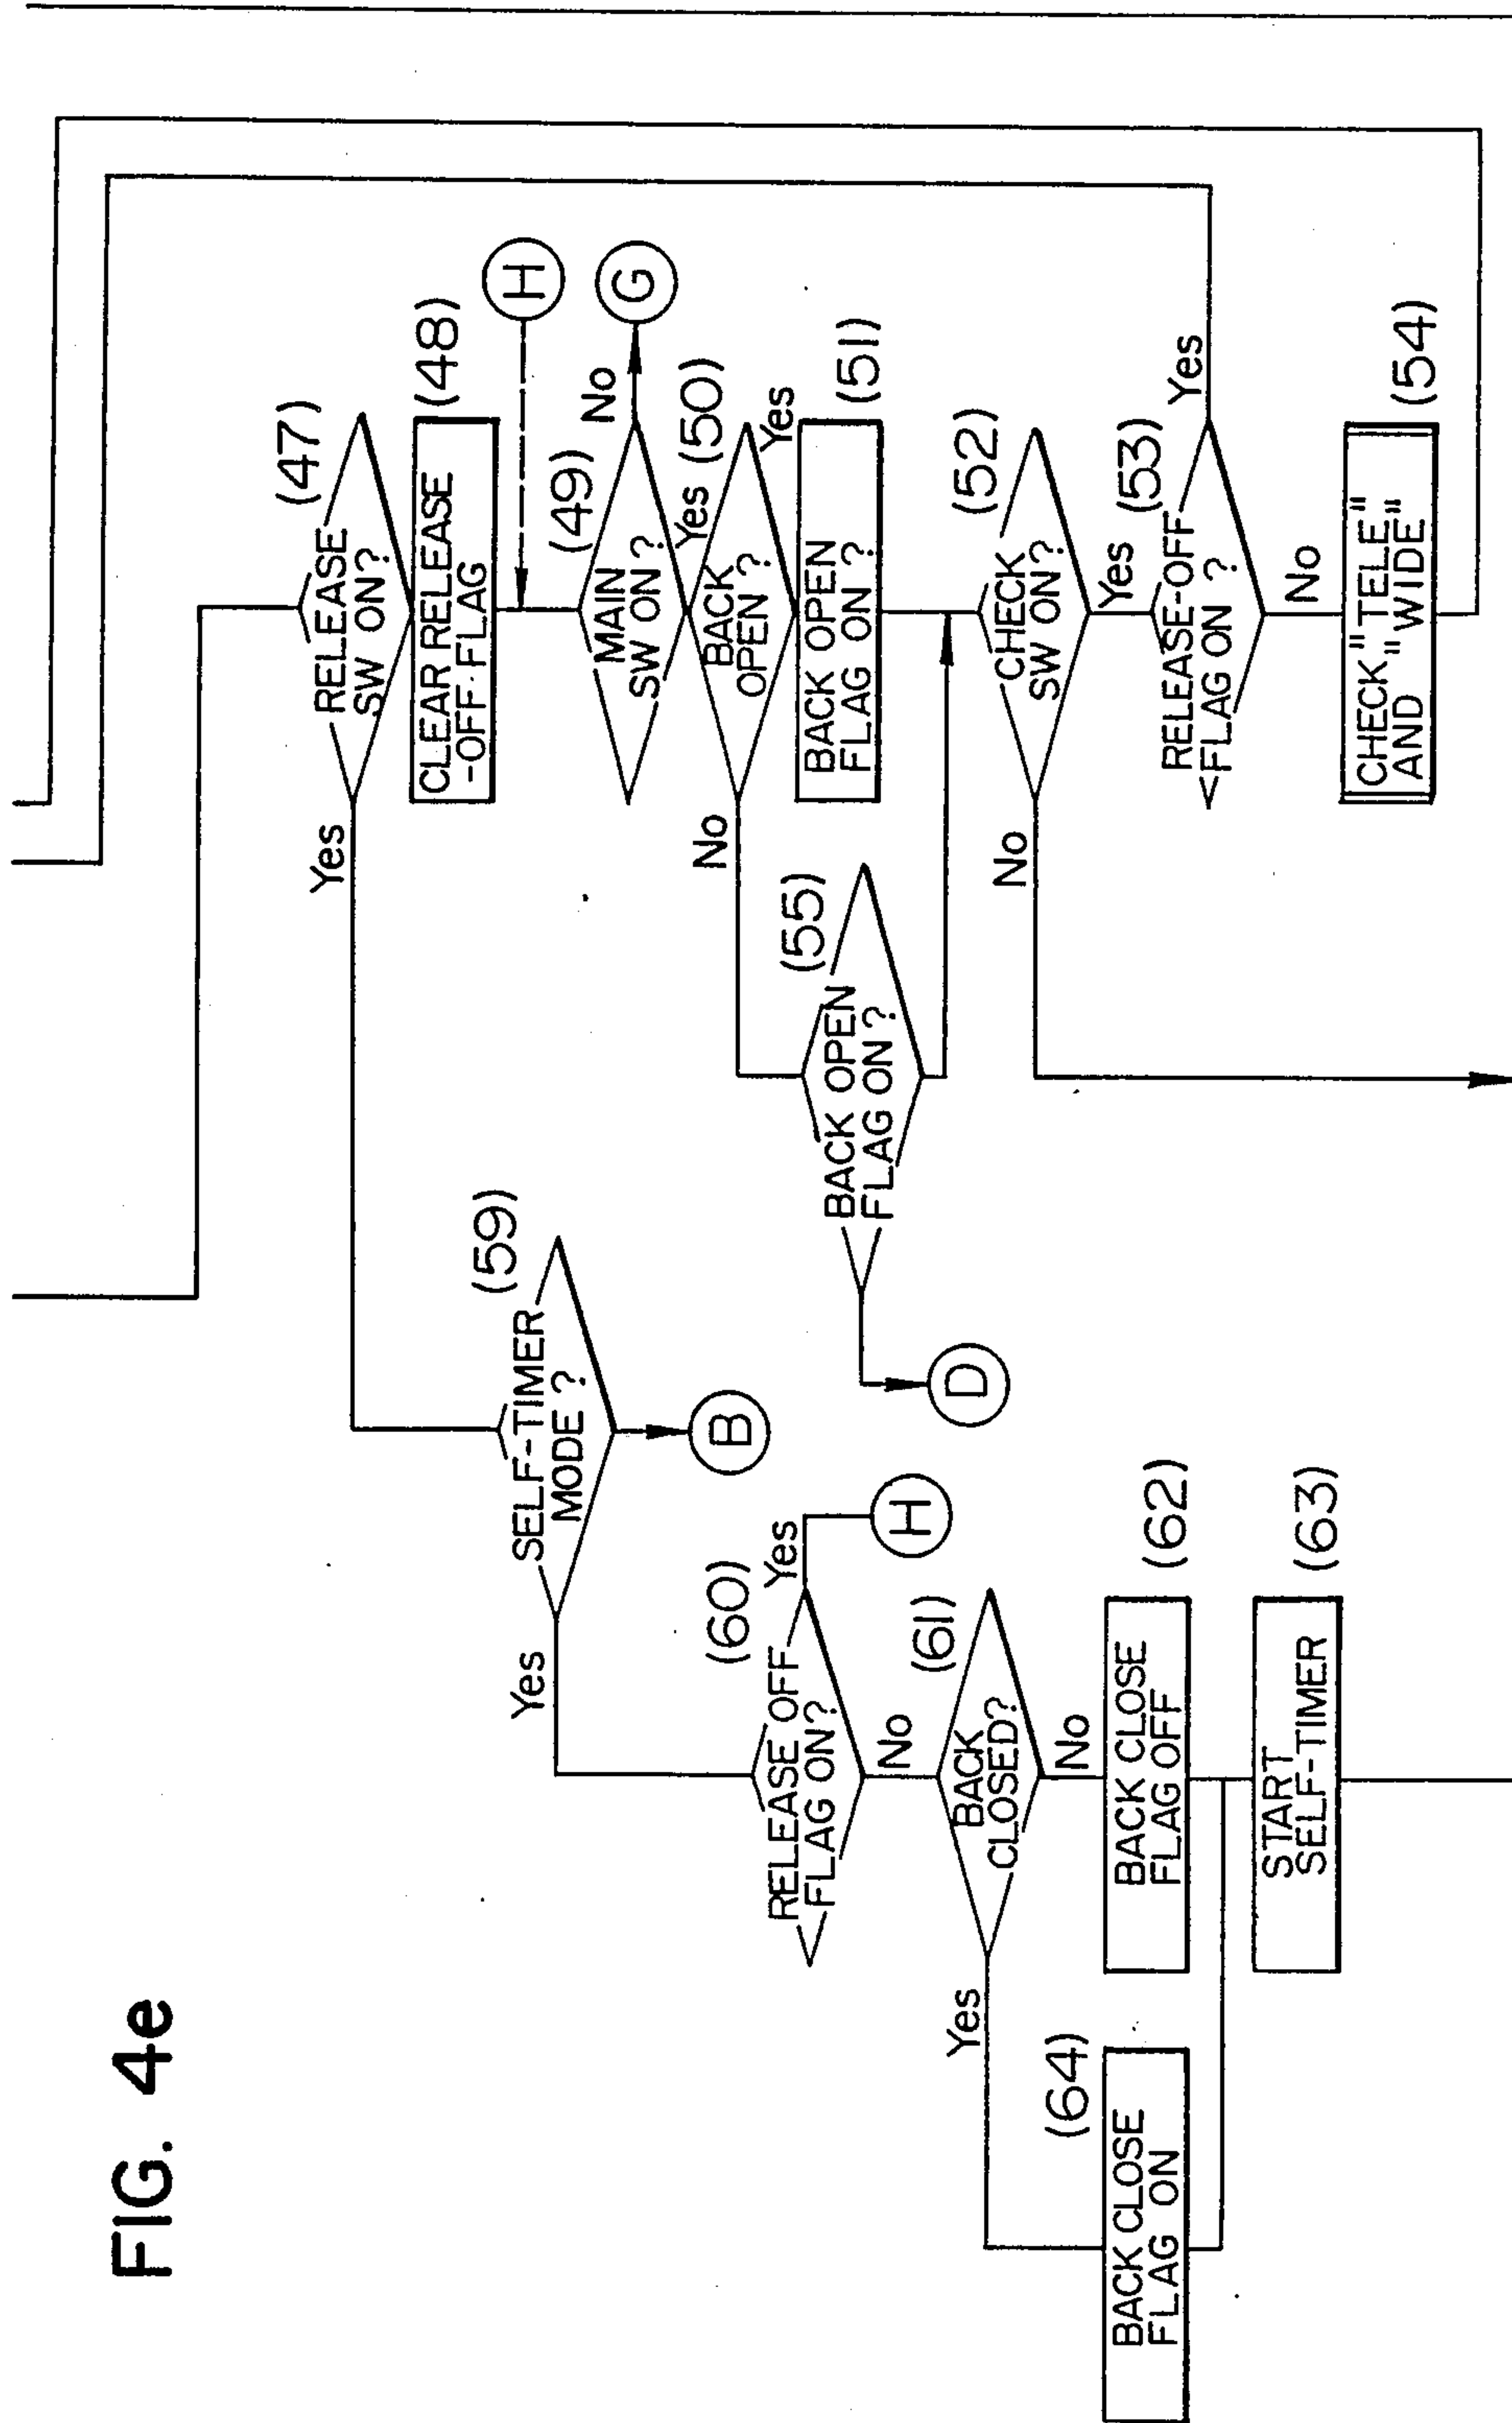 FIG. 4e
RELEASE
SW ON?
(47)
Yes
CLEAR RELEASE
-OFF FLAG
(48)
H
MAIN
SW ON?
(49)
No
G
Yes
BACK
OPEN?
(50)
No
Yes
BACK OPEN
FLAG ON?
(51)
BACK OPEN
FLAG ON?
(55)
D
CHECK
SW ON?
(52)
No
Yes
RELEASE-OFF
FLAG ON ?
(53)
Yes
No
CHECK "TELE"
AND "WIDE"
(54)
SELF-TIMER
MODE ?
(59)
Yes
B
RELEASE OFF
FLAG ON?
(60)
Yes
H
No
BACK
CLOSED?
(61)
Yes
No
BACK CLOSE
FLAG OFF
(62)
BACK CLOSE
FLAG ON
(64)
START
SELF-TIMER
(63)